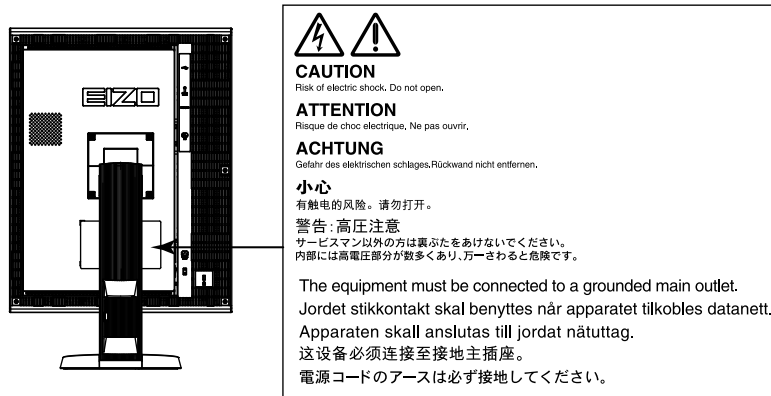 EIZO
CAUTION
Risk of electric shock. Do not open.
ATTENTION
Risque de choc electrique, Ne pas ouvrir,
ACHTUNG
Gefahr des elektrischen schlages.Rückwand nicht entfernen.
小心
有触电的风险。请勿打开。
警告:高圧注意
サービスマン以外の方は裏ぶたをあけないでください。
内部には高電圧部分が数多くあり、万一さわると危険です。
The equipment must be connected to a grounded main outlet.
Jordet stikkontakt skal benyttes når apparatet tilkobles datanett.
Apparaten skall anslutas till jordat nätuttag.
这设备必须连接至接地主插座。
電源コードのアースは必ず接地してください。